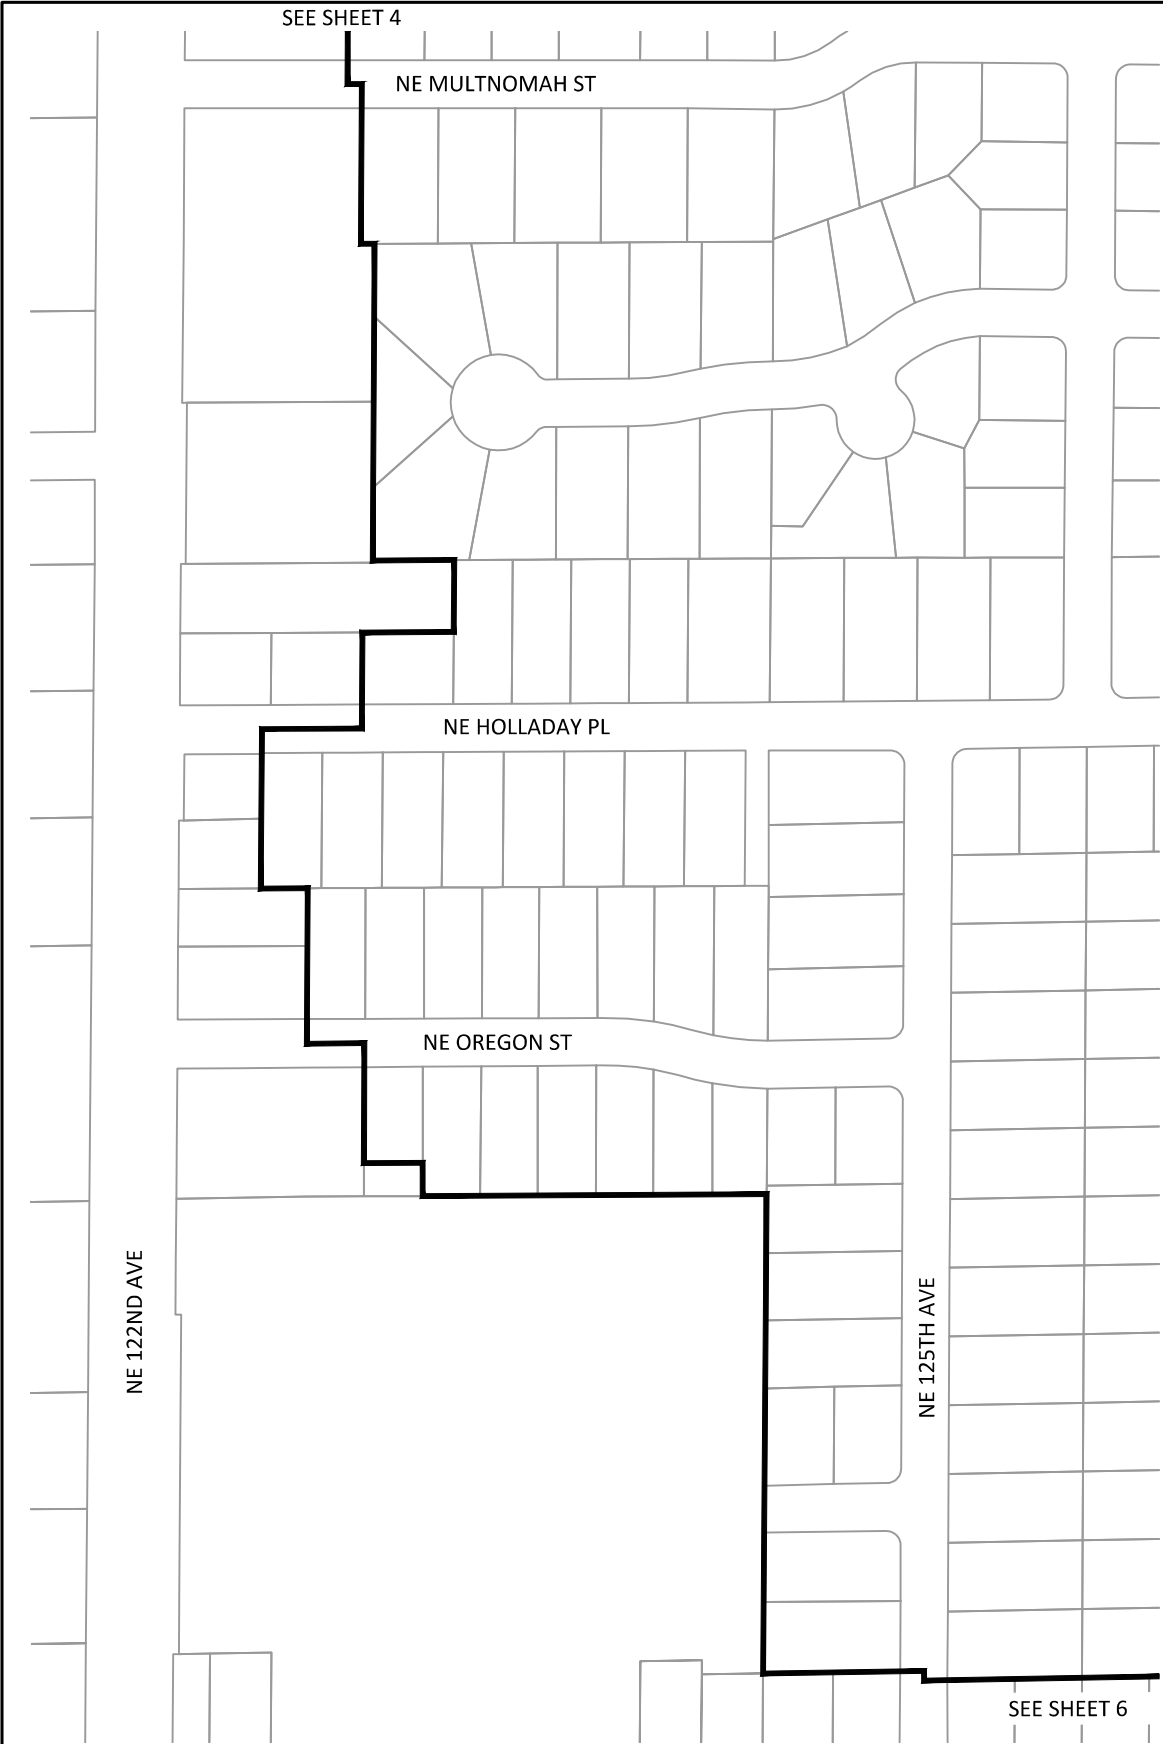 SEE SHEET 4
NE MULTNOMAH ST
NE HOLLADAY PL
NE OREGON ST
NE 122ND AVE
NE 125TH AVE
SEE SHEET 6